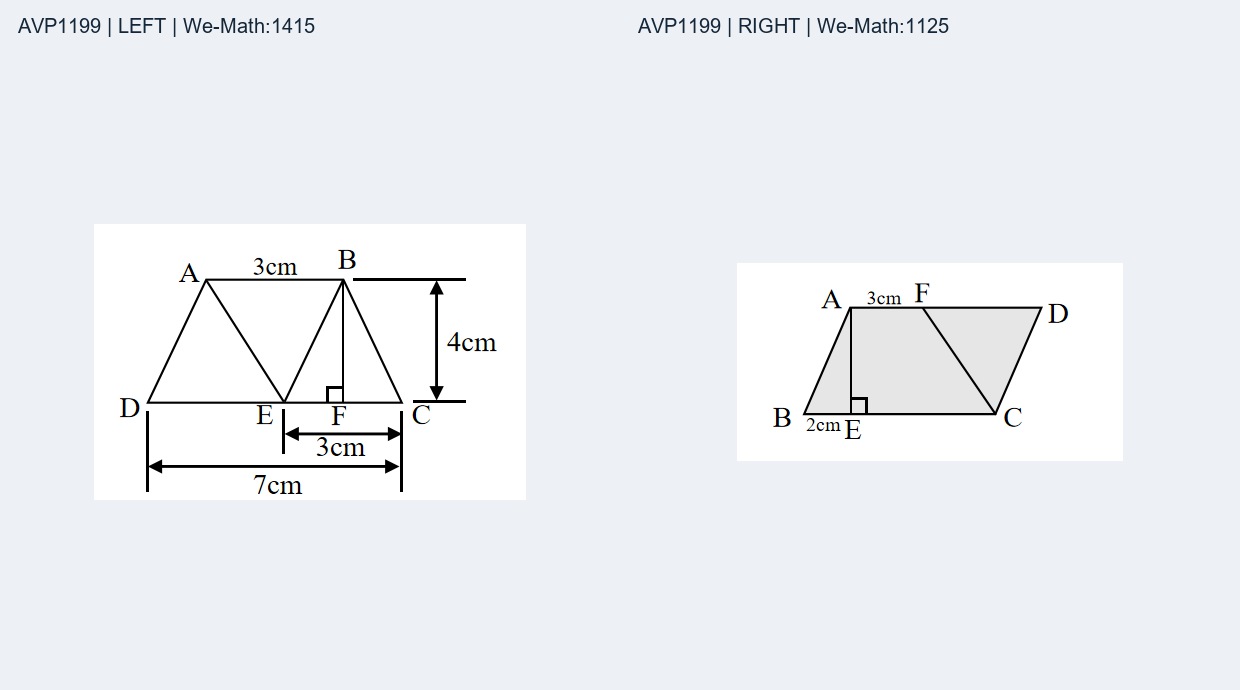 AVP1199 | LEFT | We-Math:1415
AVP1199 | RIGHT | We-Math:1125
A
3cm
B
4cm
D
E
F
C
3cm
7cm
A
3cm
F
D
B
2cm
E
C